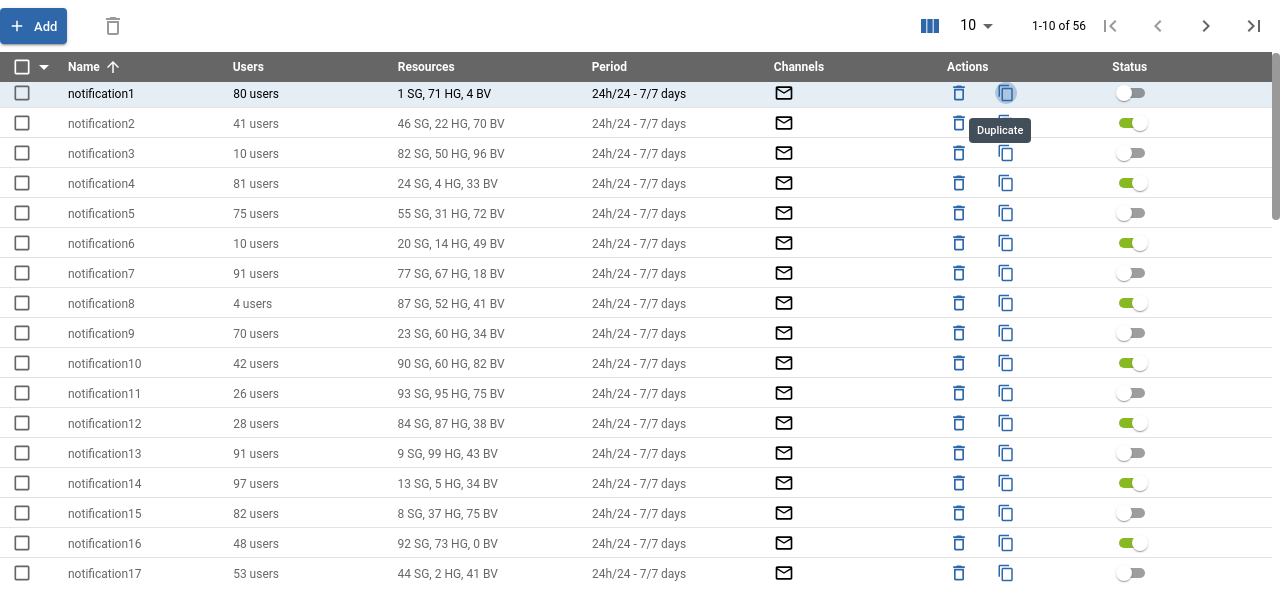 Add 10 1-10 of 56
Name Users Resources Period Channels Actions Status
notification1 80 users 1 SG, 71 HG, 4 BV 24h/24 - 7/7 days
notification2 41 users 46 SG, 22 HG, 70 BV 24h/24 - 7/7 days
Duplicate
notification3 10 users 82 SG, 50 HG, 96 BV 24h/24 - 7/7 days
notification4 81 users 24 SG, 4 HG, 33 BV 24h/24 - 7/7 days
notification5 75 users 55 SG, 31 HG, 72 BV 24h/24 - 7/7 days
notification6 10 users 20 SG, 14 HG, 49 BV 24h/24 - 7/7 days
notification7 91 users 77 SG, 67 HG, 18 BV 24h/24 - 7/7 days
notification8 4 users 87 SG, 52 HG, 41 BV 24h/24 - 7/7 days
notification9 70 users 23 SG, 60 HG, 34 BV 24h/24 - 7/7 days
notification10 42 users 90 SG, 60 HG, 82 BV 24h/24 - 7/7 days
notification11 26 users 93 SG, 95 HG, 75 BV 24h/24 - 7/7 days
notification12 28 users 84 SG, 87 HG, 38 BV 24h/24 - 7/7 days
notification13 91 users 9 SG, 99 HG, 43 BV 24h/24 - 7/7 days
notification14 97 users 13 SG, 5 HG, 34 BV 24h/24 - 7/7 days
notification15 82 users 8 SG, 37 HG, 75 BV 24h/24 - 7/7 days
notification16 48 users 92 SG, 73 HG, 0 BV 24h/24 - 7/7 days
notification17 53 users 44 SG, 2 HG, 41 BV 24h/24 - 7/7 days